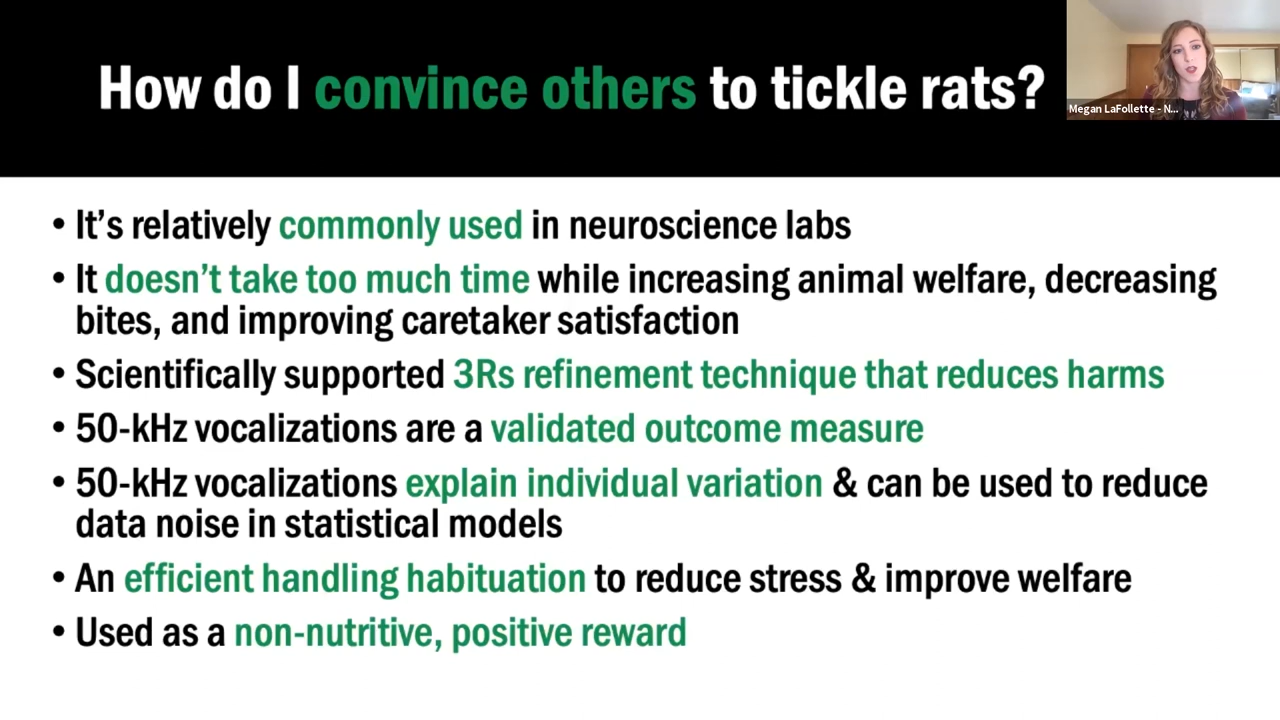 How do I convince others to tickle rats?
Megan LaFollette - N...
• It's relatively commonly used in neuroscience labs
• It doesn't take too much time while increasing animal welfare, decreasing
bites, and improving caretaker satisfaction
• Scientifically supported 3Rs refinement technique that reduces harms
• 50-kHz vocalizations are a validated outcome measure
• 50-kHz vocalizations explain individual variation & can be used to reduce
data noise in statistical models
• An efficient handling habituation to reduce stress & improve welfare
• Used as a non-nutritive, positive reward